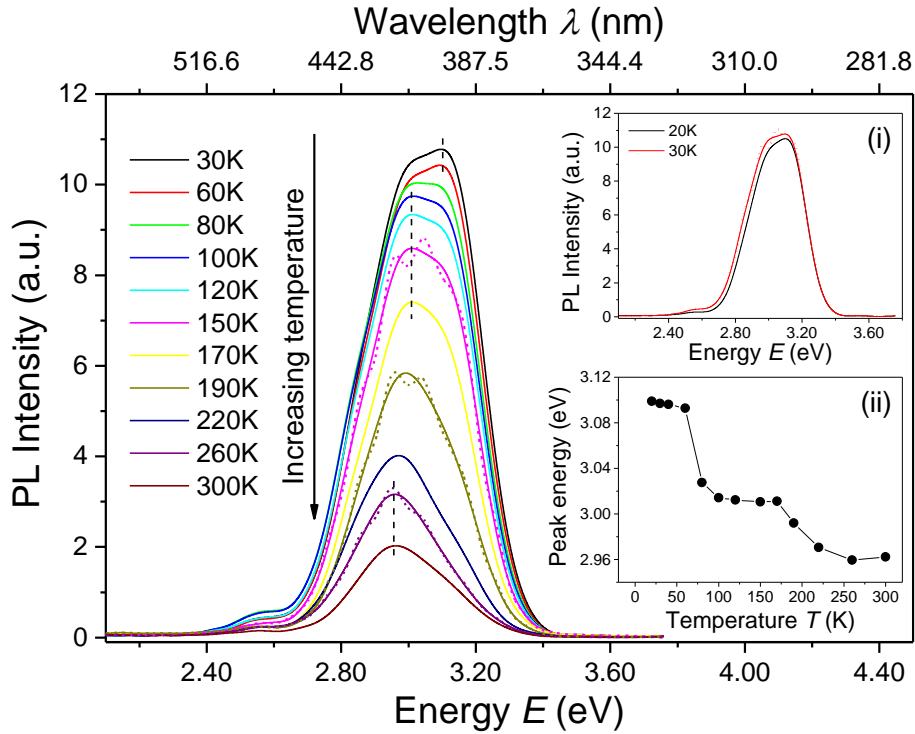 Wavelength λ (nm)
516.6 442.8 387.5 344.4 310.0 281.8
12
10
8
6
4
2
0
PL Intensity (a.u.)
30K
60K
80K
100K
120K
150K
170K
190K
220K
260K
300K
Increasing temperature
2.40 3.00 3.60 4.00 4.50
Energy E (eV)
(i)
20K
30K
12
10
8
6
4
2
0
PL Intensity (a.u.)
2.40 2.80 3.20 3.60
Energy E (eV)
(ii)
3.12
3.08
3.04
3.00
2.96
Peak energy (eV)
0 50 100 150 200 250 300
Temperature T (K)